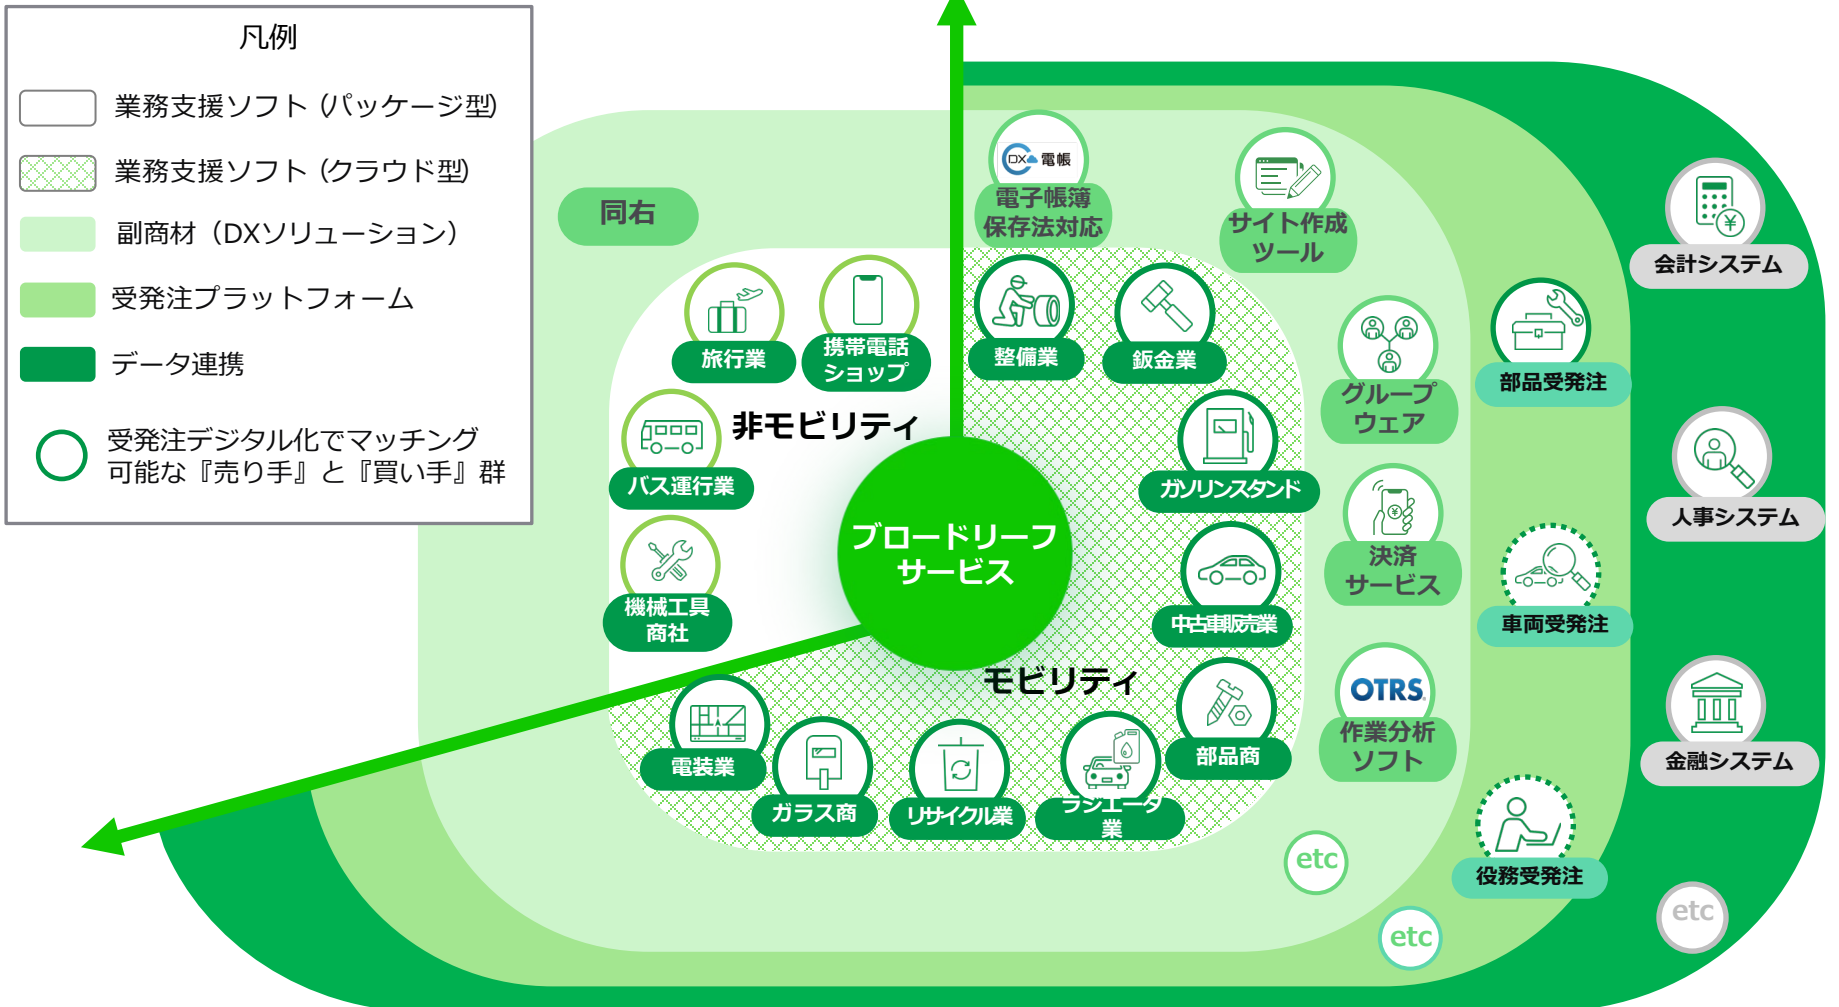 凡例
業務支援ソフト（パッケージ型）
業務支援ソフト（クラウド型）
副商材（DXソリューション）
受発注プラットフォーム
データ連携
受発注デジタル化でマッチング
可能な『売り手』と『買い手』群
同右
DX 電帳
電子帳簿
保存法対応
サイト作成
ツール
グループ
ウェア
決済
サービス
OTRS.
作業分析
ソフト
etc
部品受発注
車両受発注
役務受発注
etc
会計システム
人事システム
金融システム
etc
旅行業
携帯電話
ショップ
バス運行業
機械工具
商社
非モビリティ
ブロードリーフ
サービス
モビリティ
整備業
鈑金業
ガソリンスタンド
中古車販売業
部品商
ラジエータ
業
リサイクル業
ガラス商
電装業